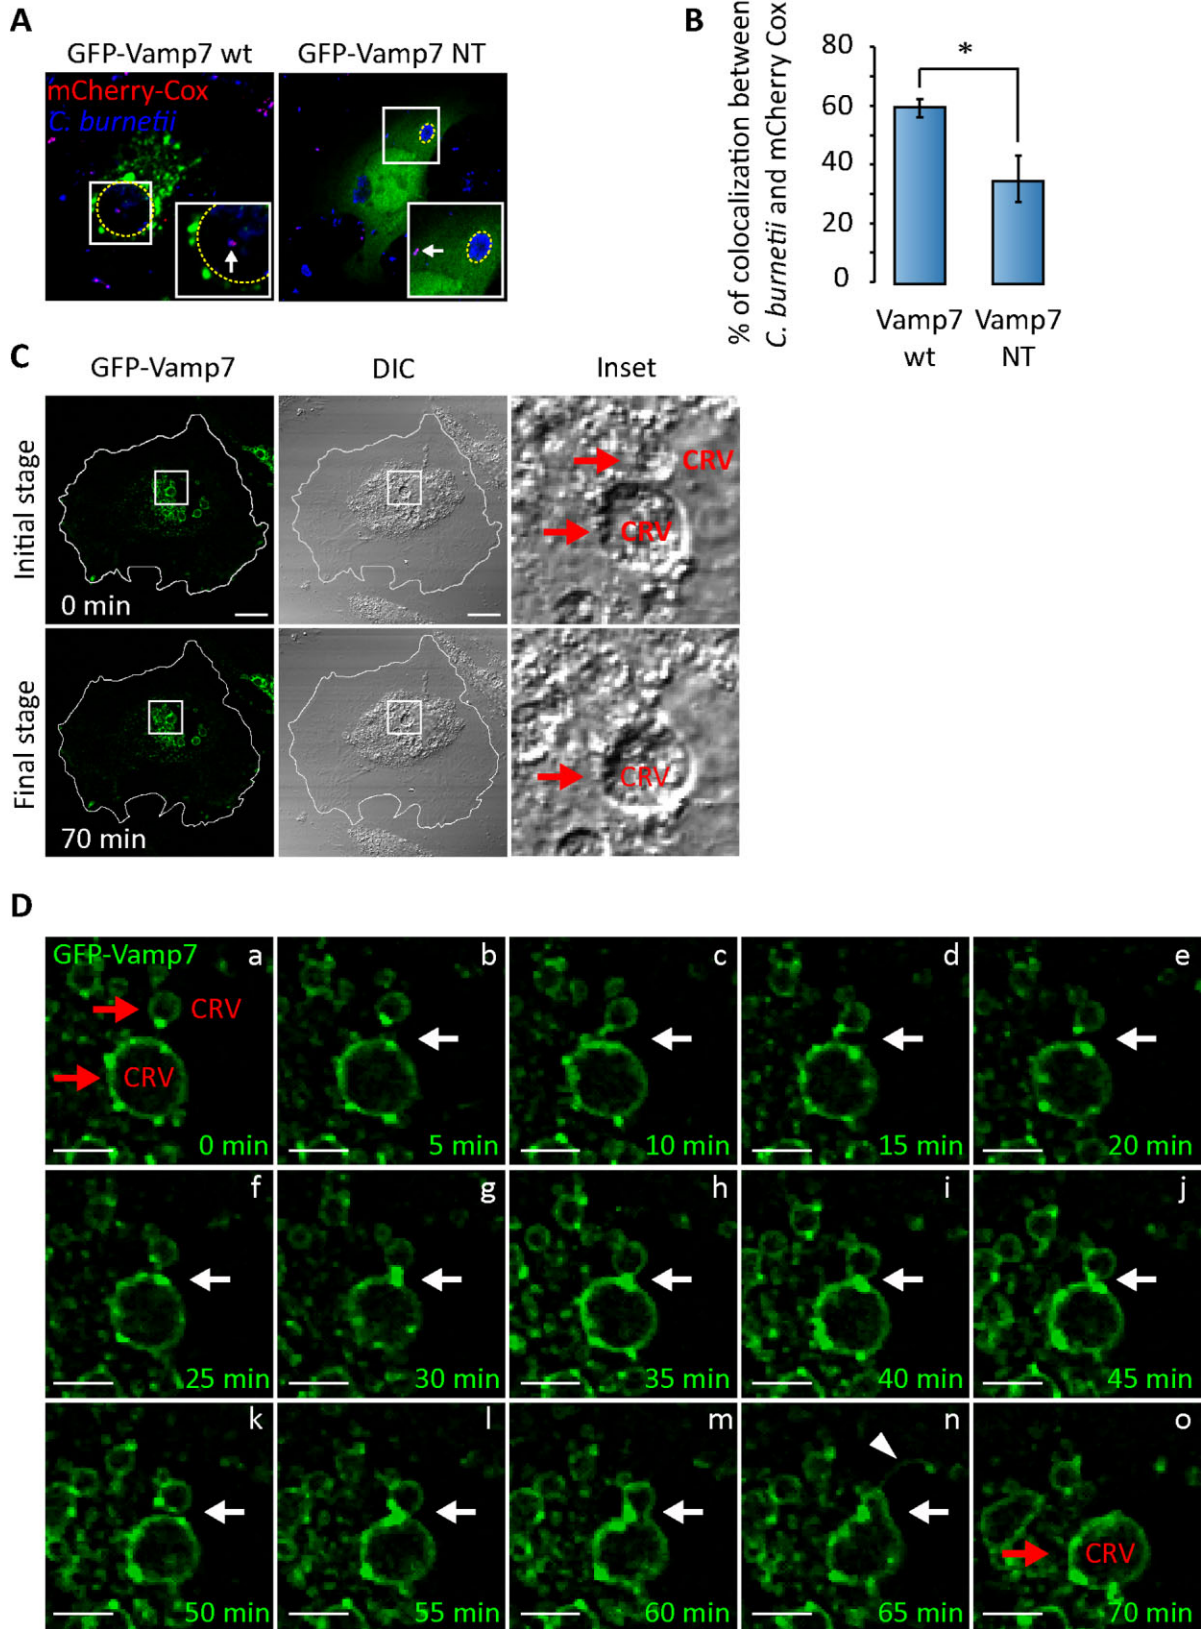 A
GFP-Vamp7 wt
GFP-Vamp7 NT
mCherry-Cox
C. burnetii
B
% of colocalization between
C. burnetii and mCherry Cox
80
60
40
20
0
*
Vamp7
wt
Vamp7
NT
C
GFP-Vamp7
DIC
Inset
Initial stage
0 min
CRV
CRV
Final stage
70 min
CRV
D
GFP-Vamp7
a
CRV
CRV
0 min
b
5 min
c
10 min
d
15 min
e
20 min
f
25 min
g
30 min
h
35 min
i
40 min
j
45 min
k
50 min
l
55 min
m
60 min
n
65 min
o
CRV
70 min